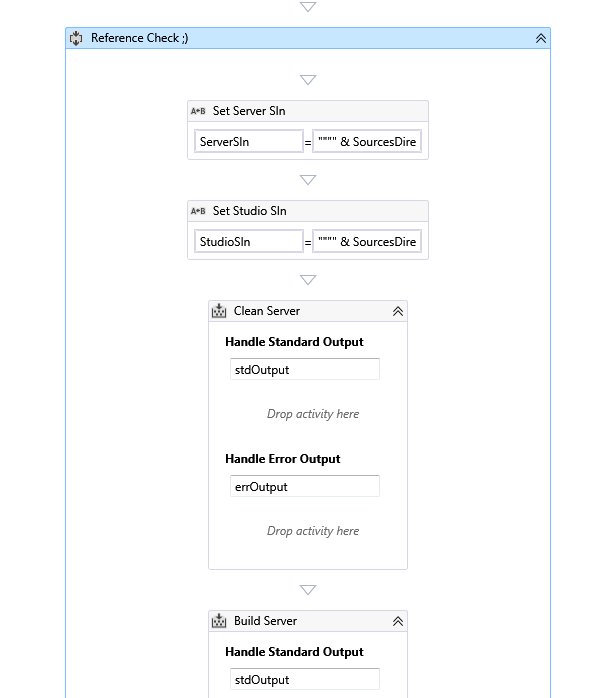 Reference Check ;)
A+B Set Server Sln
ServerSln = """" & SourcesDire
A+B Set Studio Sln
StudioSln = """" & SourcesDire
Clean Server
Handle Standard Output
stdOutput
Drop activity here
Handle Error Output
errOutput
Drop activity here
Build Server
Handle Standard Output
stdOutput